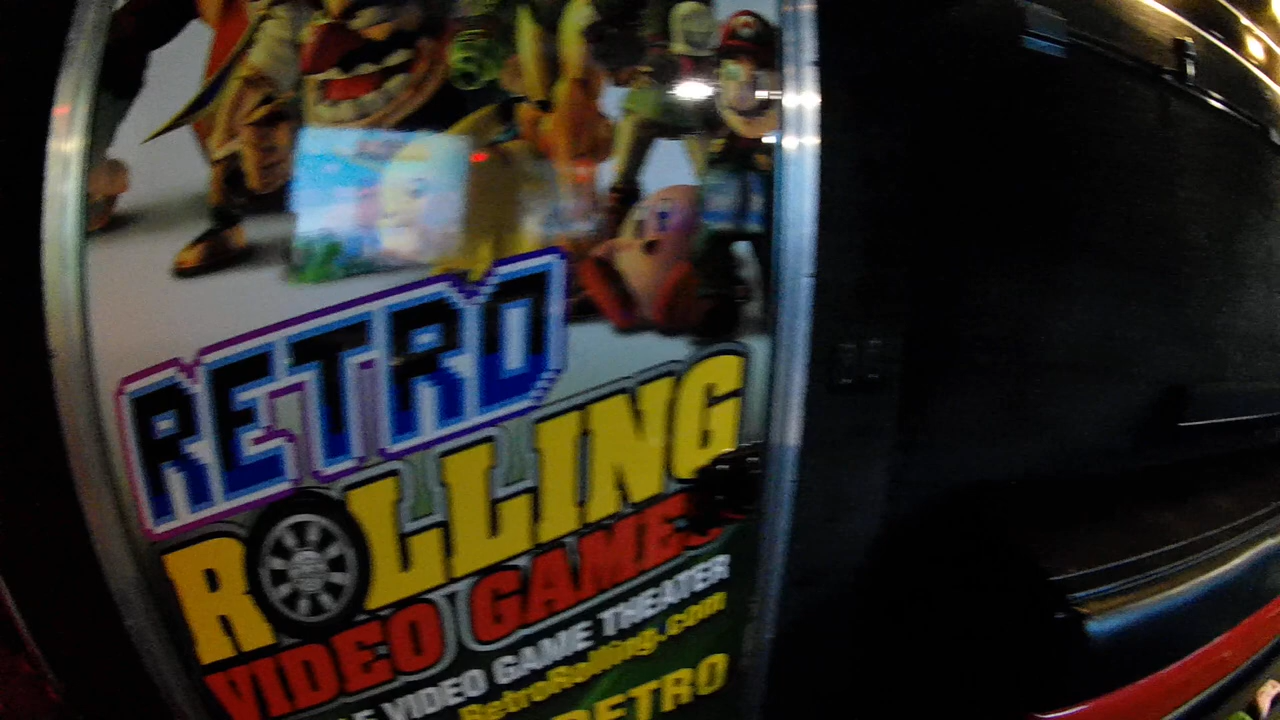 RETRO
ROLLING
VIDEO GAMES
VIDEO GAME THEATER
RetroRolling.com
RETRO